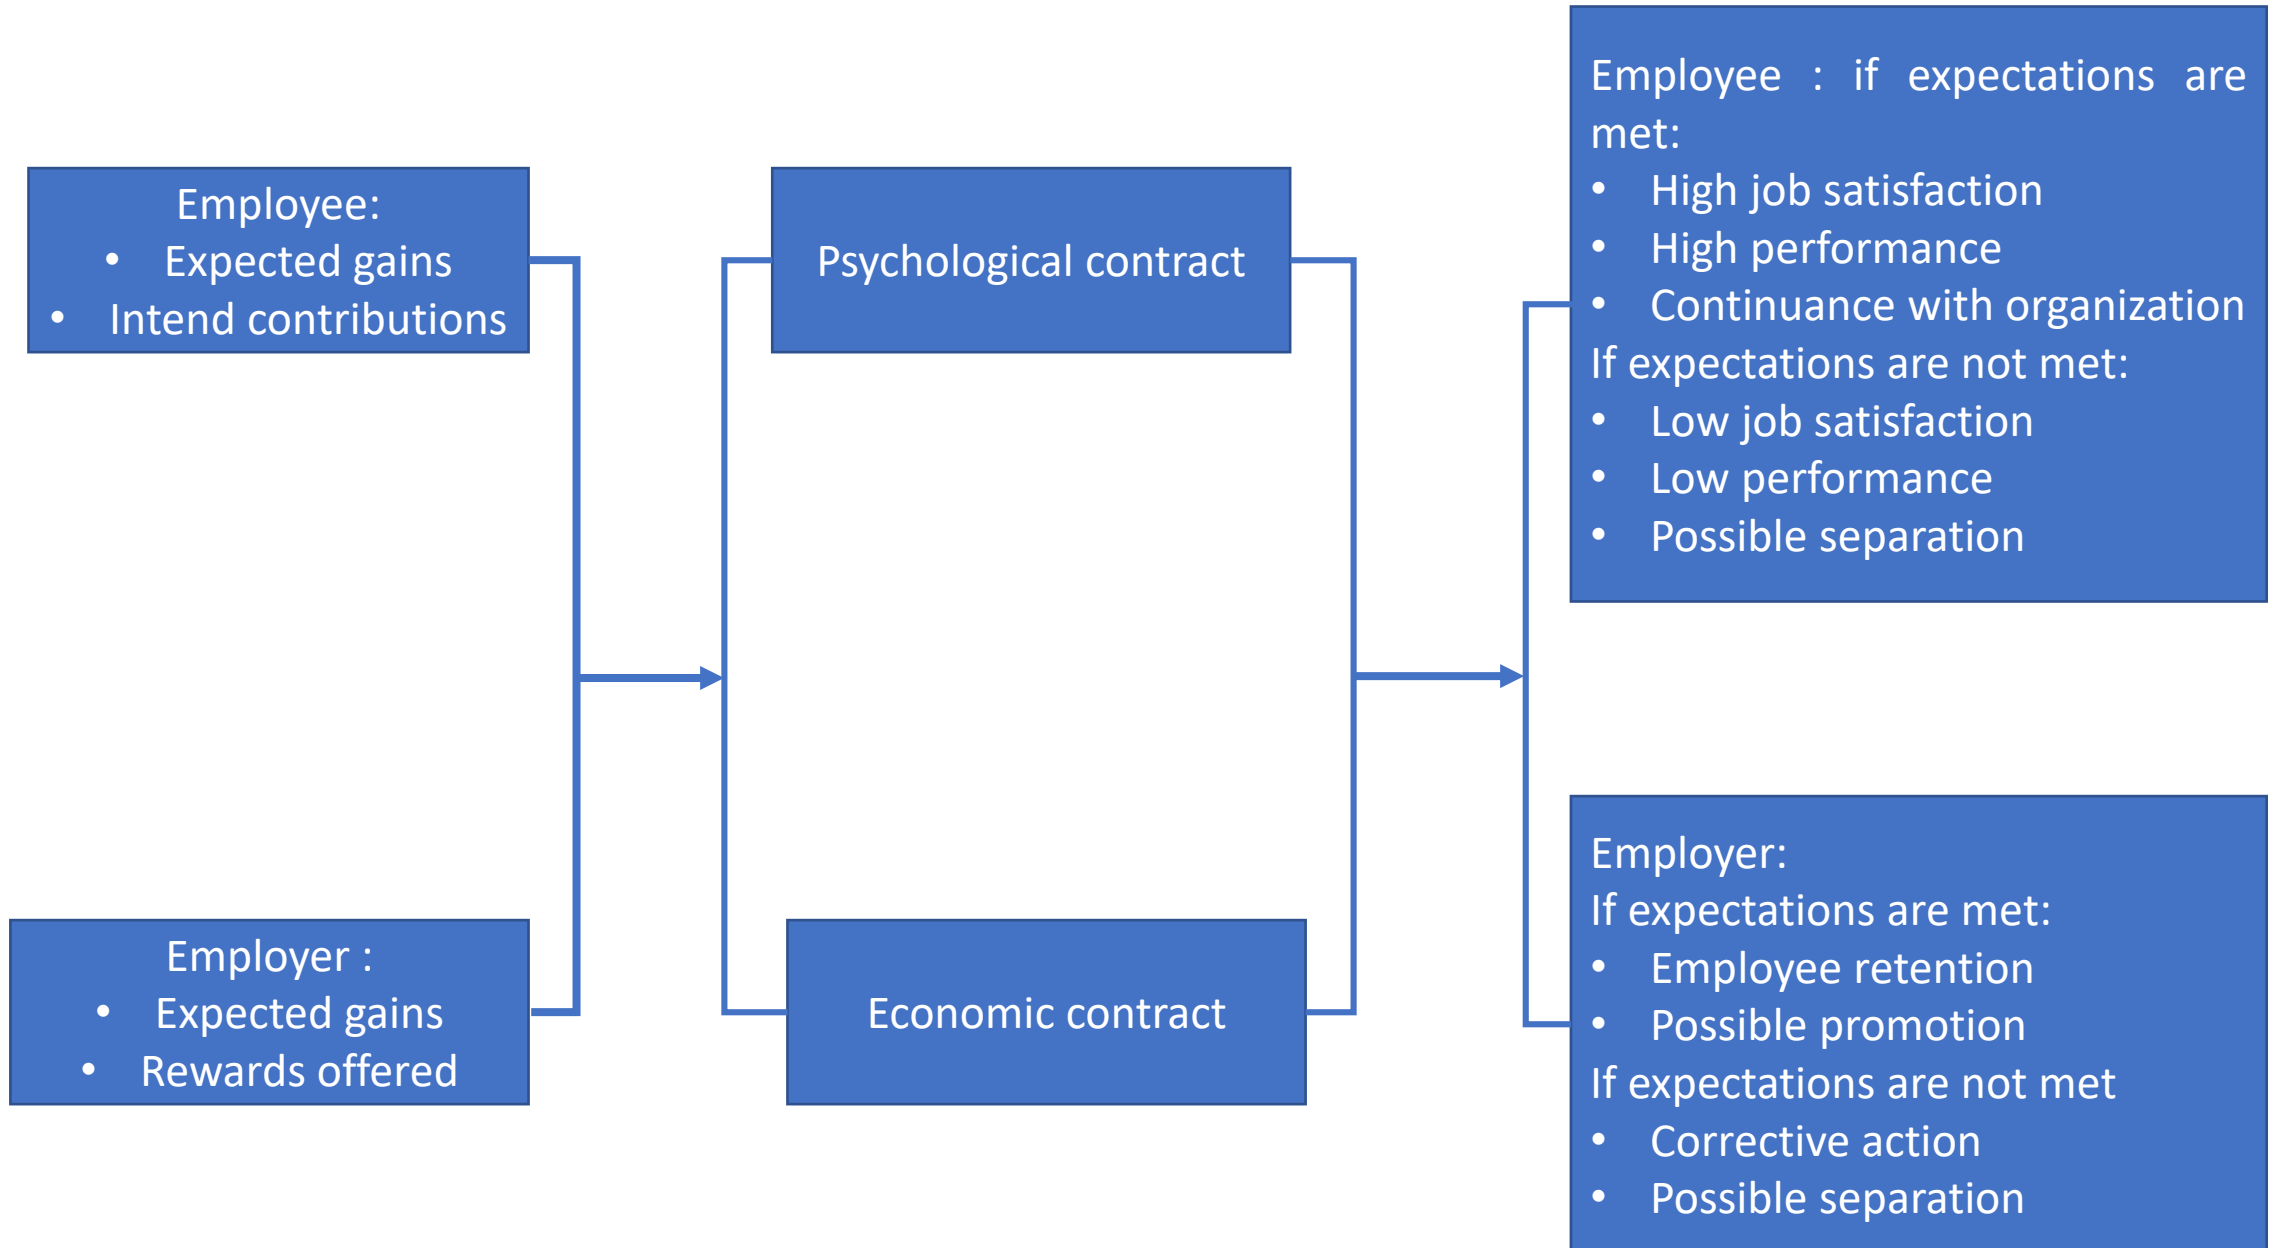 Employee:
• Expected gains
• Intend contributions
Employer :
• Expected gains
• Rewards offered
Psychological contract
Economic contract
Employee : if expectations are
met:
• High job satisfaction
• High performance
• Continuance with organization
If expectations are not met:
• Low job satisfaction
• Low performance
• Possible separation
Employer:
If expectations are met:
• Employee retention
• Possible promotion
If expectations are not met
• Corrective action
• Possible separation